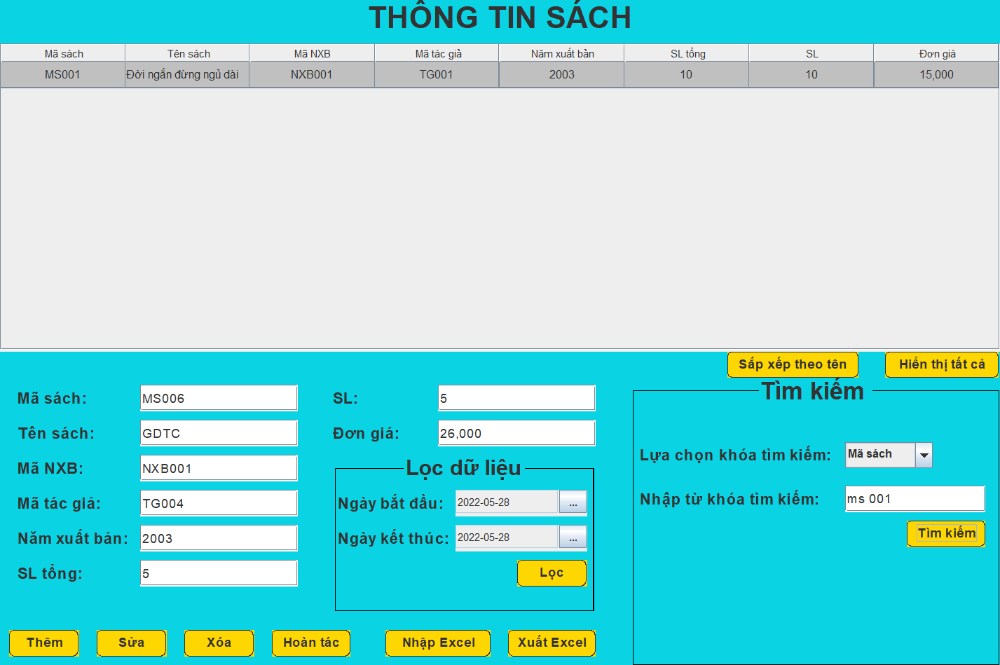 THÔNG TIN SÁCH
Mã sách Tên sách Mã NXB Mã tác giả Năm xuất bản SL tổng SL Đơn giá
MS001 Đời ngắn đừng ngủ dài NXB001 TG001 2003 10 10 15,000
Sắp xếp theo tên Hiển thị tất cả
Mã sách: MS006
Tên sách: GDTC
Mã NXB: NXB001
Mã tác giả: TG004
Năm xuất bản: 2003
SL tổng: 5
SL: 5
Đơn giá: 26,000
Lọc dữ liệu
Ngày bắt đầu: 2022-05-28 ...
Ngày kết thúc: 2022-05-28 ...
Lọc
Tìm kiếm
Lựa chọn khóa tìm kiếm: Mã sách
Nhập từ khóa tìm kiếm: ms 001
Tìm kiếm
Thêm Sửa Xóa Hoàn tác Nhập Excel Xuất Excel